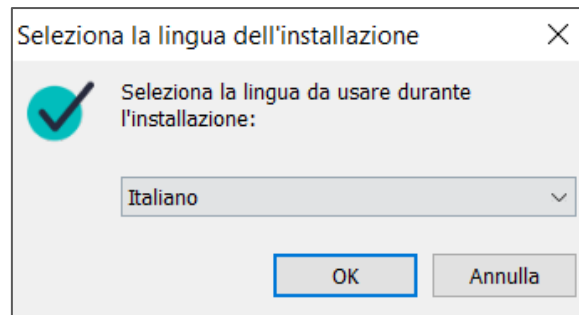 Seleziona la lingua dell'installazione
Seleziona la lingua da usare durante
l'installazione:
Italiano
OK
Annulla